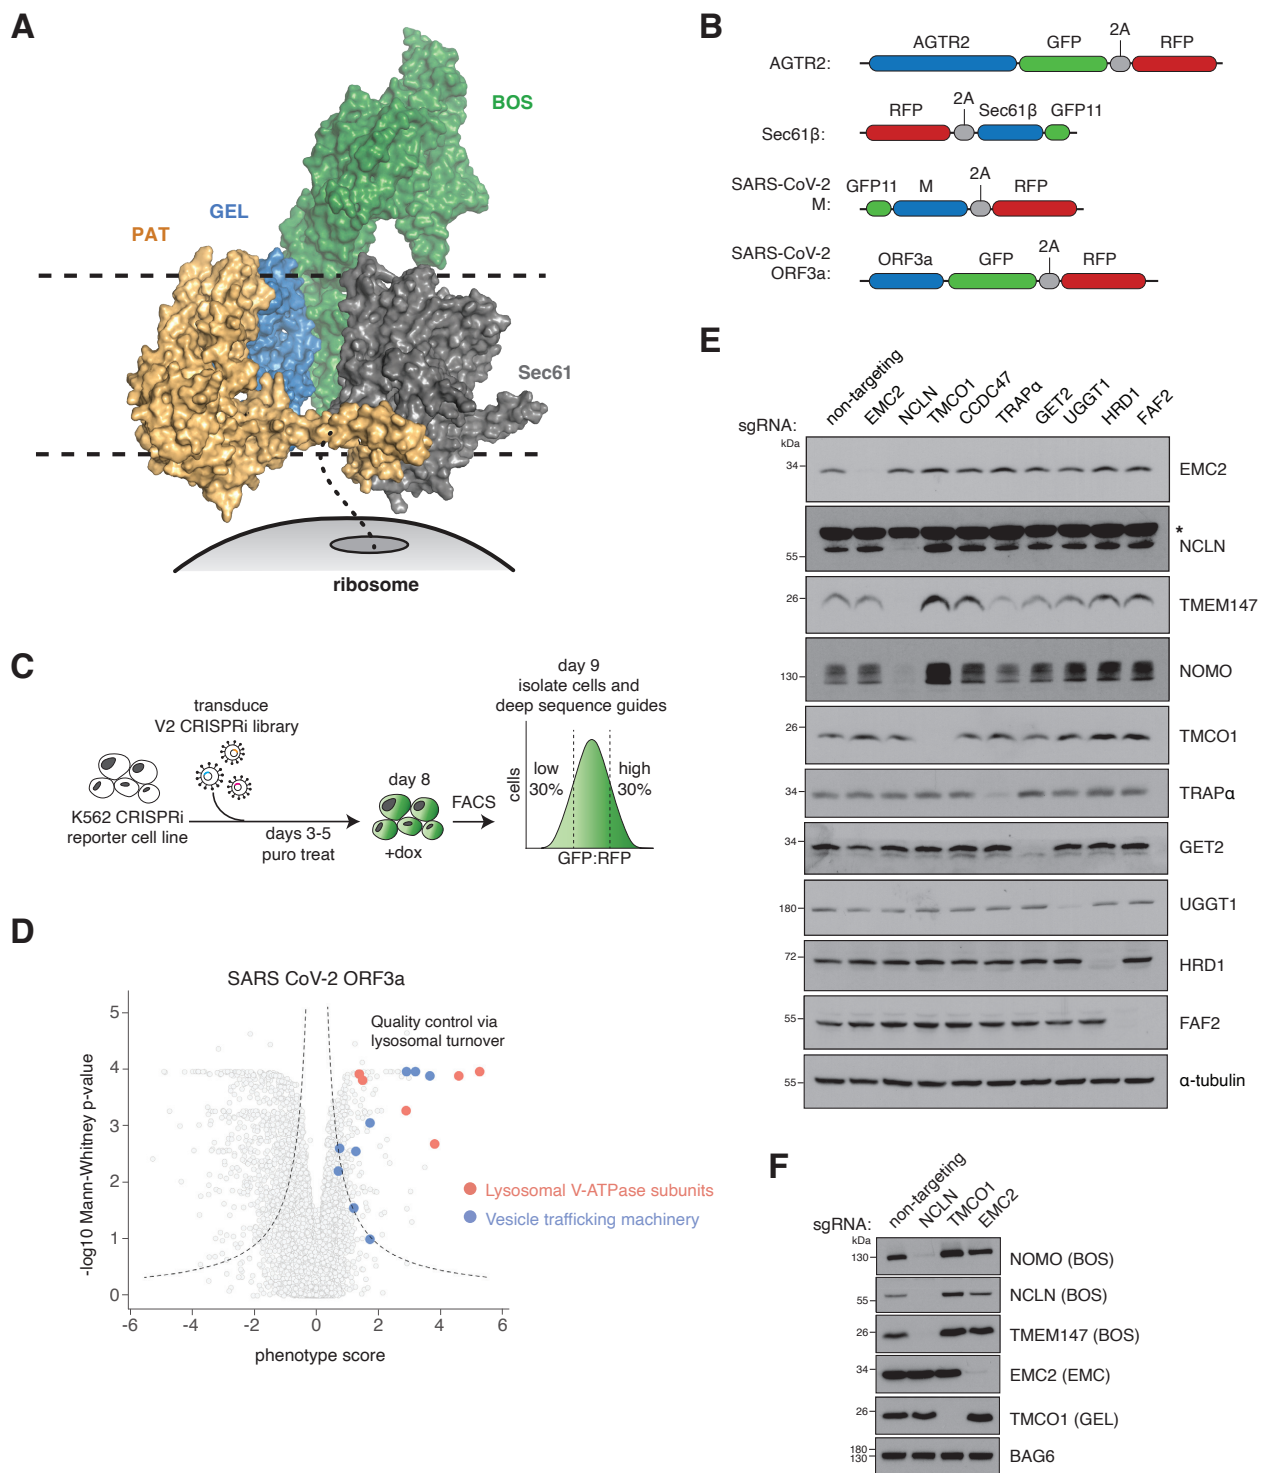 A
BOS
GEL
PAT
Sec61
ribosome
B
2A
AGTR2
GFP
RFP
AGTR2:
2A
RFP
Sec61β
GFP11
Sec61β:
2A
SARS-CoV-2
M:
GFP11
M
RFP
2A
SARS-CoV-2
ORF3a:
ORF3a
GFP
RFP
C
transduce
V2 CRISPRi library
K562 CRISPRi
reporter cell line
days 3-5
puro treat
day 8
+dox
FACS
day 9
isolate cells and
deep sequence guides
cells
low
30%
high
30%
GFP:RFP
D
SARS CoV-2 ORF3a
Quality control via
lysosomal turnover
-log10 Mann-Whitney p-value
5
4
3
2
1
0
-6
-4
-2
0
2
4
6
phenotype score
Lysosomal V-ATPase subunits
Vesicle trafficking machinery
E
sgRNA:
non-targeting
EMC2
NCLN
TMCO1
CCDC47
TRAPα
GET2
UGGT1
HRD1
FAF2
kDa
34
EMC2
*
55
NCLN
26
TMEM147
130
NOMO
26
TMCO1
34
TRAPα
34
GET2
180
UGGT1
72
HRD1
55
FAF2
55
α-tubulin
F
sgRNA:
non-targeting
NCLN
TMCO1
EMC2
kDa
130
NOMO (BOS)
55
NCLN (BOS)
26
TMEM147 (BOS)
34
EMC2 (EMC)
26
TMCO1 (GEL)
180
130
BAG6